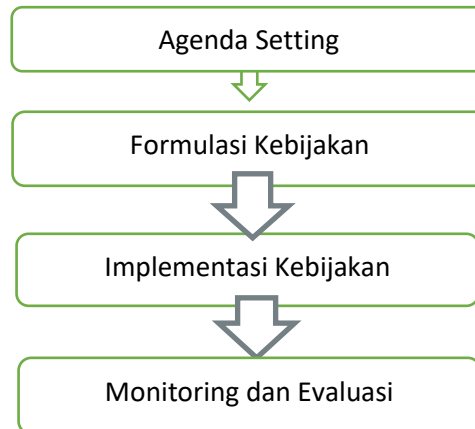 Agenda Setting
Formulasi Kebijakan
Implementasi Kebijakan
Monitoring dan Evaluasi